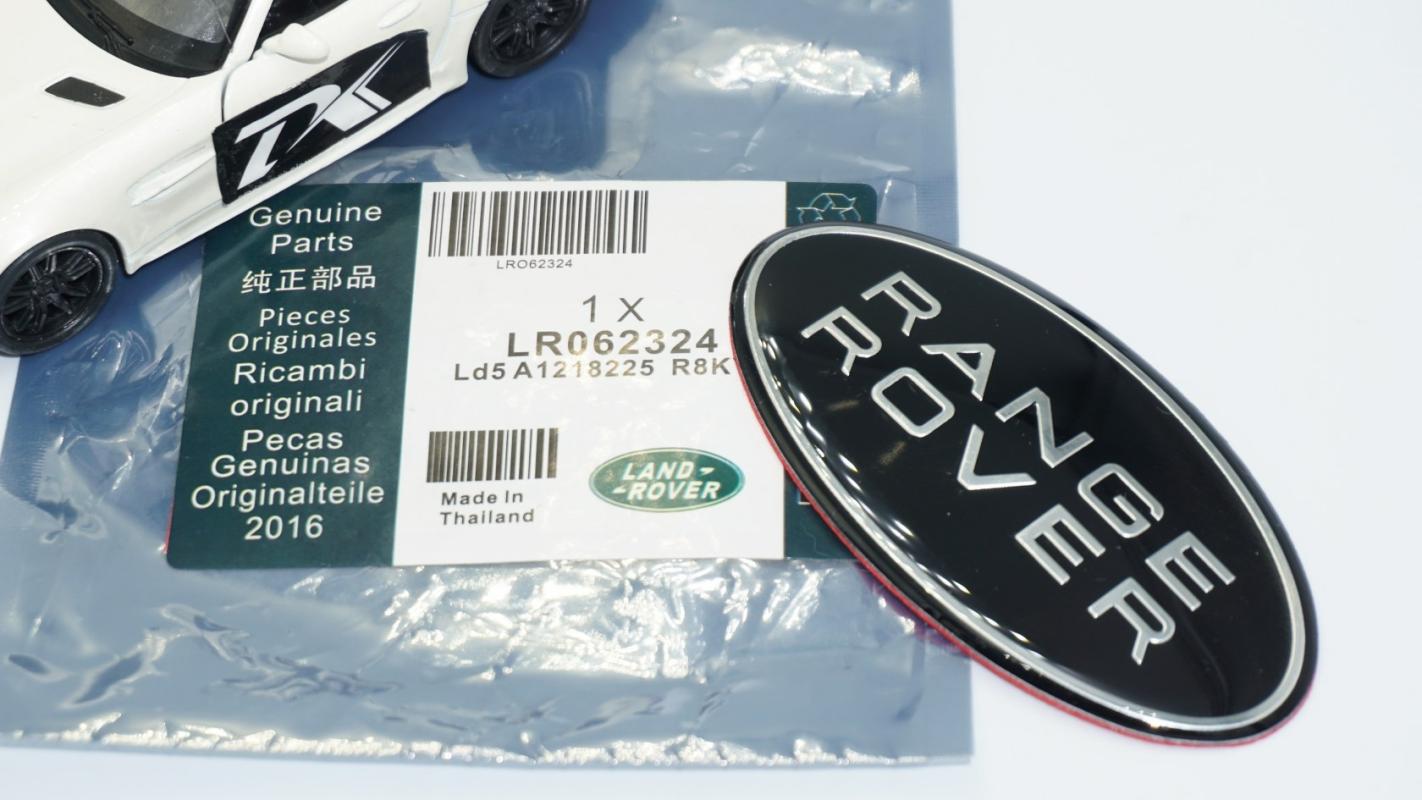 ZK
Genuine
Parts
纯正部品
Pieces
Originales
Ricambi
originali
Pecas
Genuinas
Originalteile
2016
LRO62324
1 X
LR062324
Ld5 A1218225 R8K
Made In
Thailand
LAND-
-ROVER
RANGE
ROVER